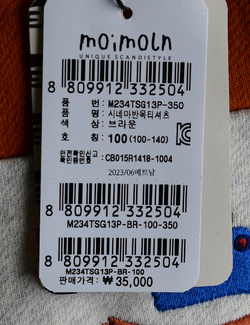 moimoln
UNIQUE SCANDISTYLE
8 809912 332504
품 번: M234TSG13P-350
품 명: 시네마반목티셔츠
색 상: 브라운
호 칭: 100 (100-140)
안전확인신고
확인증번호: CB015R1418-1004
2023/06베트남
8 809912 332504
M234TSG13P-BR-100-350
8 809912 332504
M234TSG13P-BR-100
판매가격: ₩ 35,000